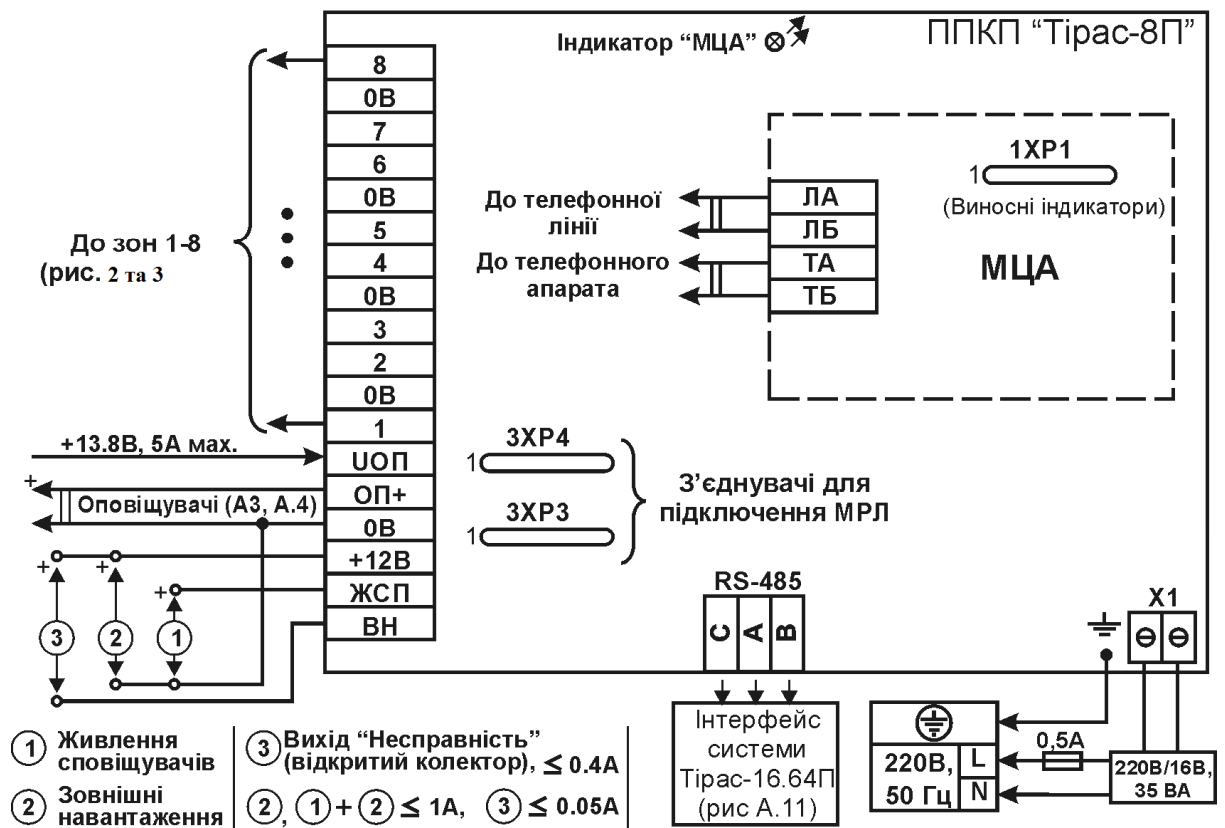 Індикатор “МЦА”
ППКП “Тірас-8П”
8
0В
7
6
0В
5
4
0В
3
2
0В
1
UОП
ОП+
0В
+12В
ЖСП
ВН
До зон 1-8
(рис. 2 та 3
+13.8В, 5А мах.
+
Оповіщувачі (А3, А.4)
+
+
+
3
2
1
До телефонної
лінії
До телефонного
апарата
ЛА
ЛБ
ТА
ТБ
1ХР1
1
(Виносні індикатори)
МЦА
3ХР4
1
3ХР3
1
З’єднувачі для
підключення МРЛ
RS-485
С
А
В
Інтерфейс
системи
Тірас-16.64П
(рис А.11)
Х1
220В,
50 Гц
L
N
0,5А
220В/16В,
35 ВА
1 Живлення
сповіщувачів
2 Зовнішні
навантаження
3 Вихід “Несправність”
(відкритий колектор), ≤ 0.4А
2, 1 + 2 ≤ 1А, 3 ≤ 0.05А